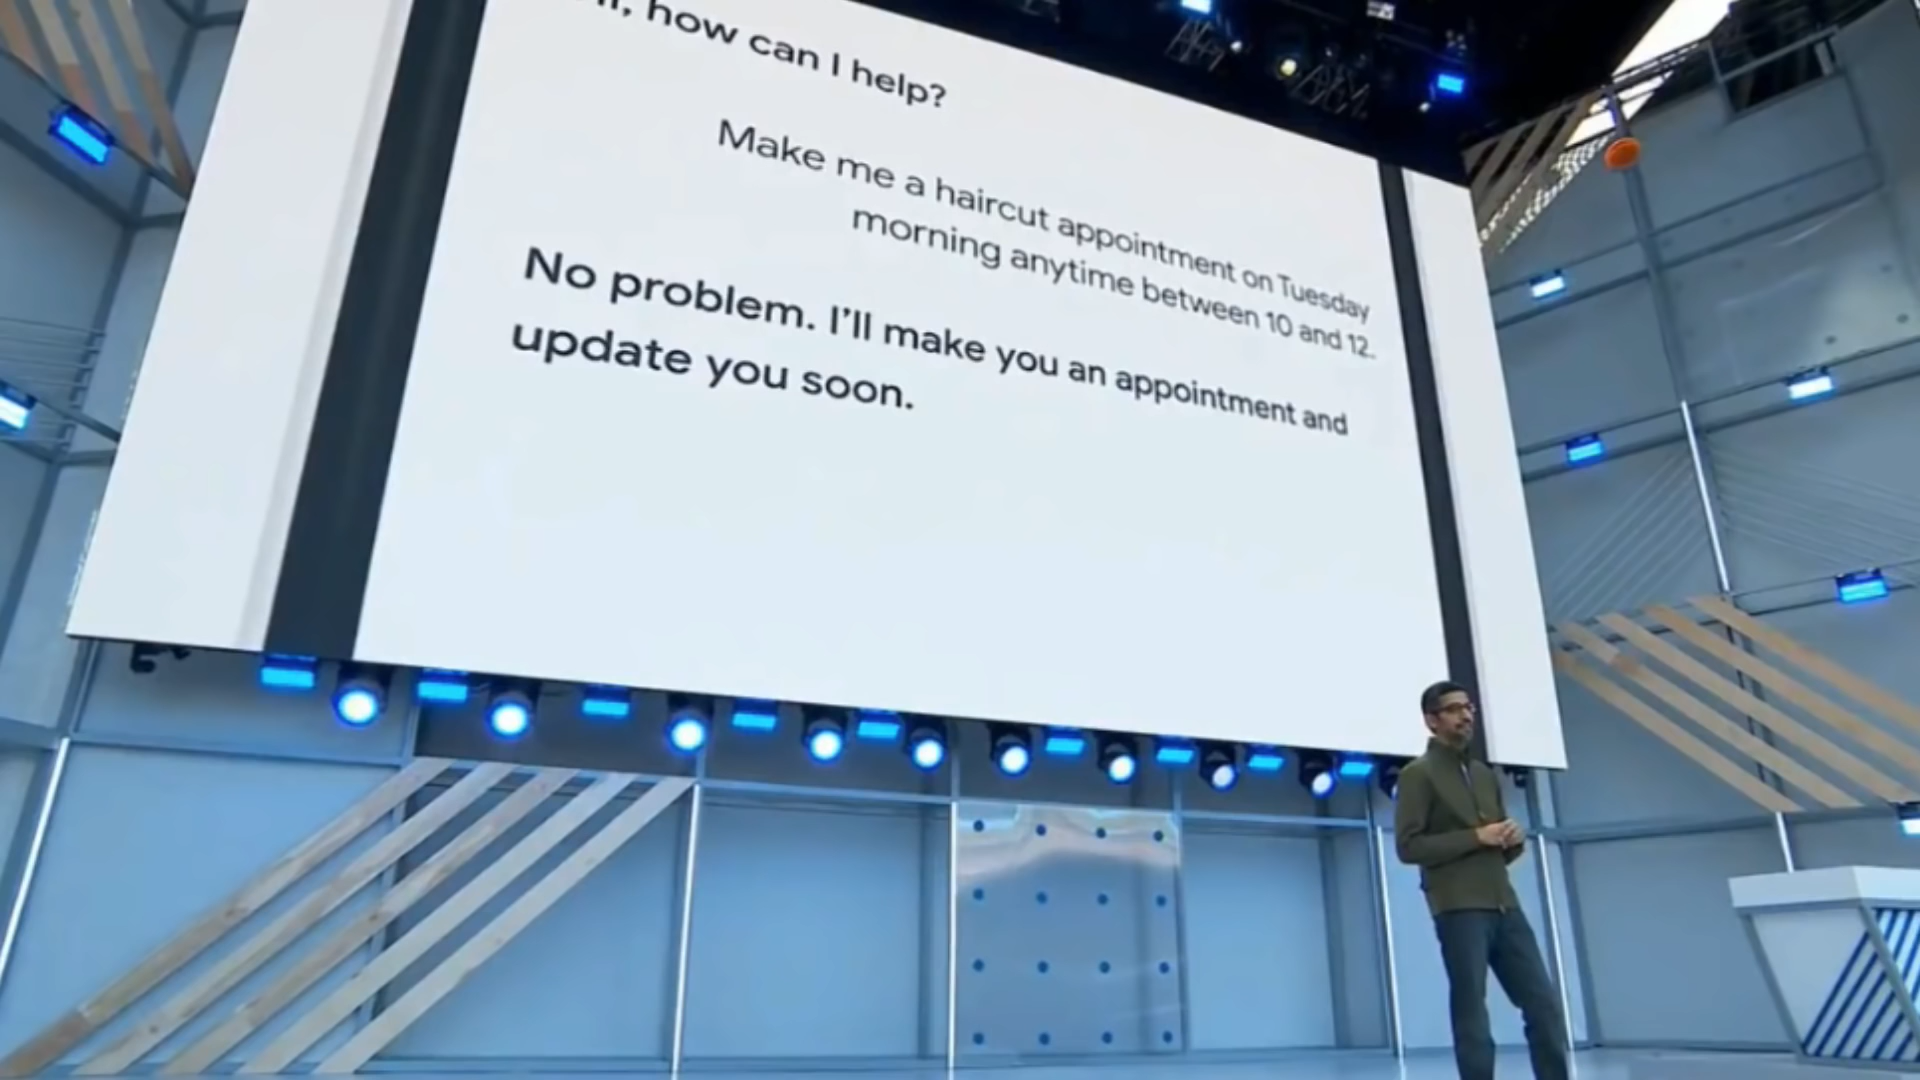 how can I help?
Make me a haircut appointment on Tuesday
morning anytime between 10 and 12.
No problem. I'll make you an appointment and
update you soon.